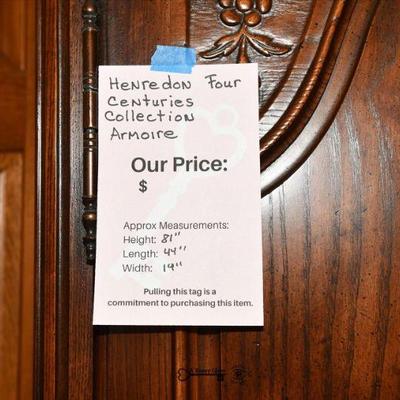 Henredon Four
Centuries
Collection
Armoire
Our Price:
$
Approx Measurements:
Height: 81"
Length: 44"
Width: 19"
Pulling this tag is a
commitment to purchasing this item.